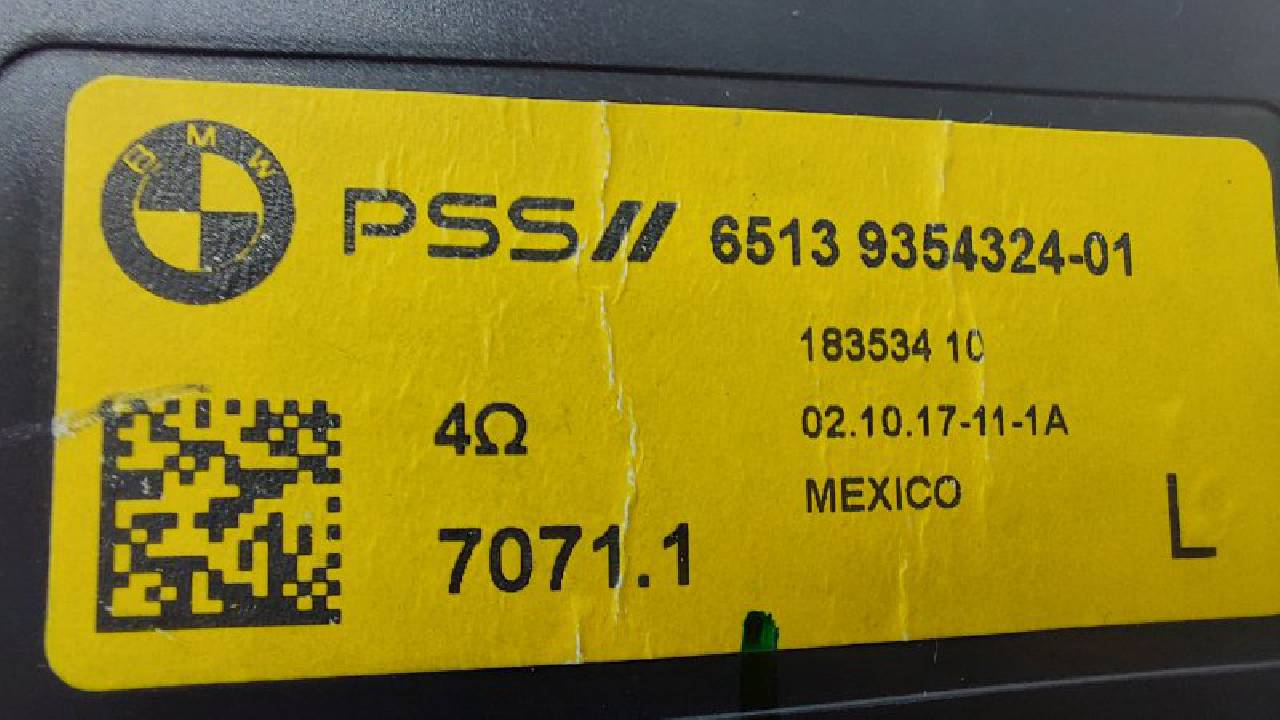 BMW
PSS// 6513 9354324-01
183534 10
4Ω
02.10.17-11-1A
MEXICO
7071.1
L